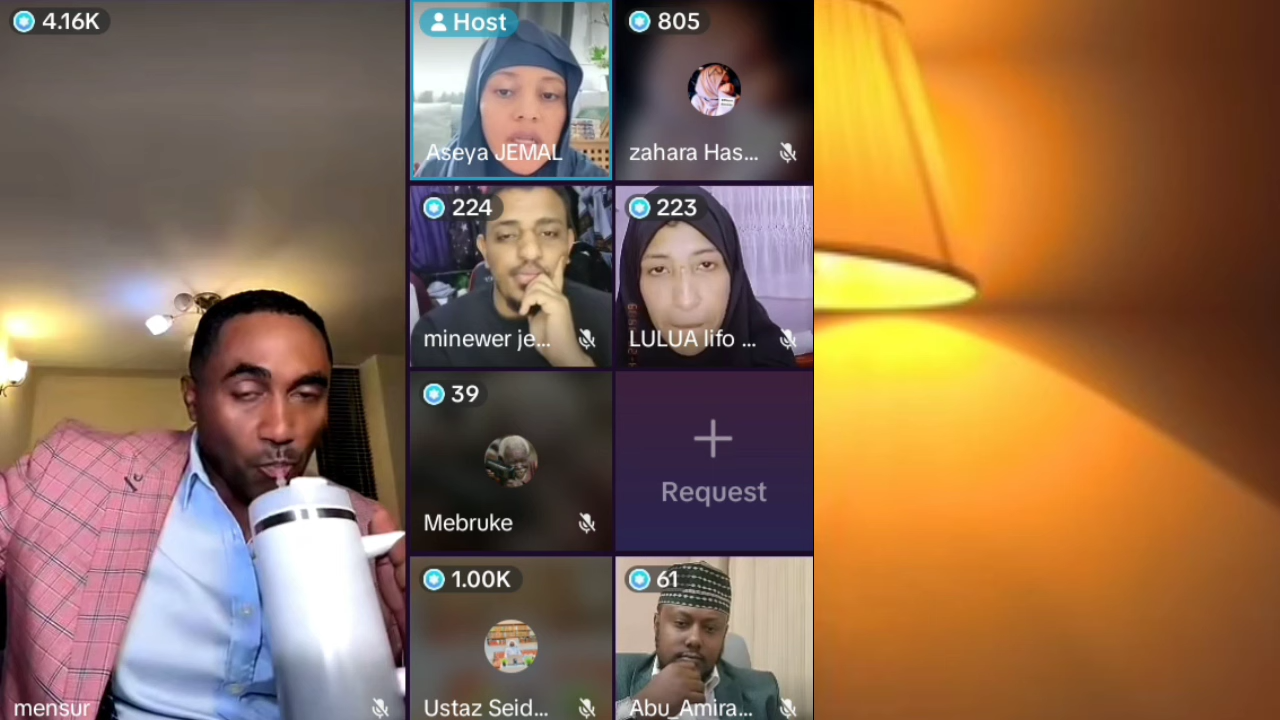 4.16K
mensur
Host
Aseya JEMAL
805
zahara Has...
224
minewer je...
223
LULUA lifo ...
39
Mebruke
Request
1.00K
Ustaz Seid...
61
Abu_Amira...